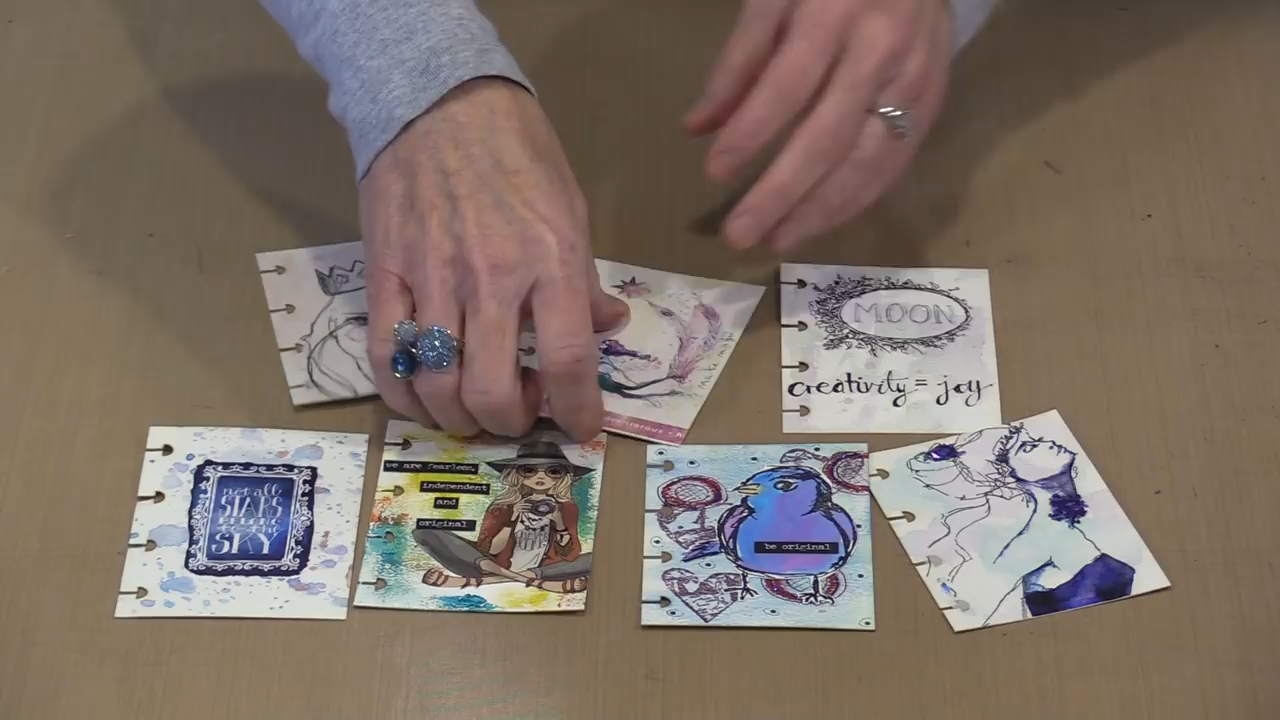 MOON
creativity = joy
not all
STARS
BELONG
TO THE
SKY
we are fearless,
independent
and
original
be original